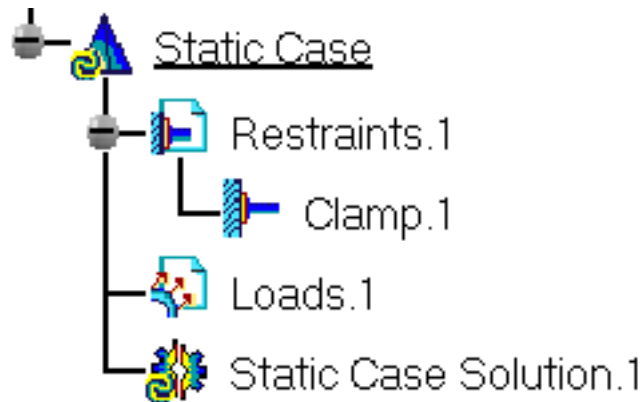 Static Case
Restraints.1
Clamp.1
Loads.1
Static Case Solution.1